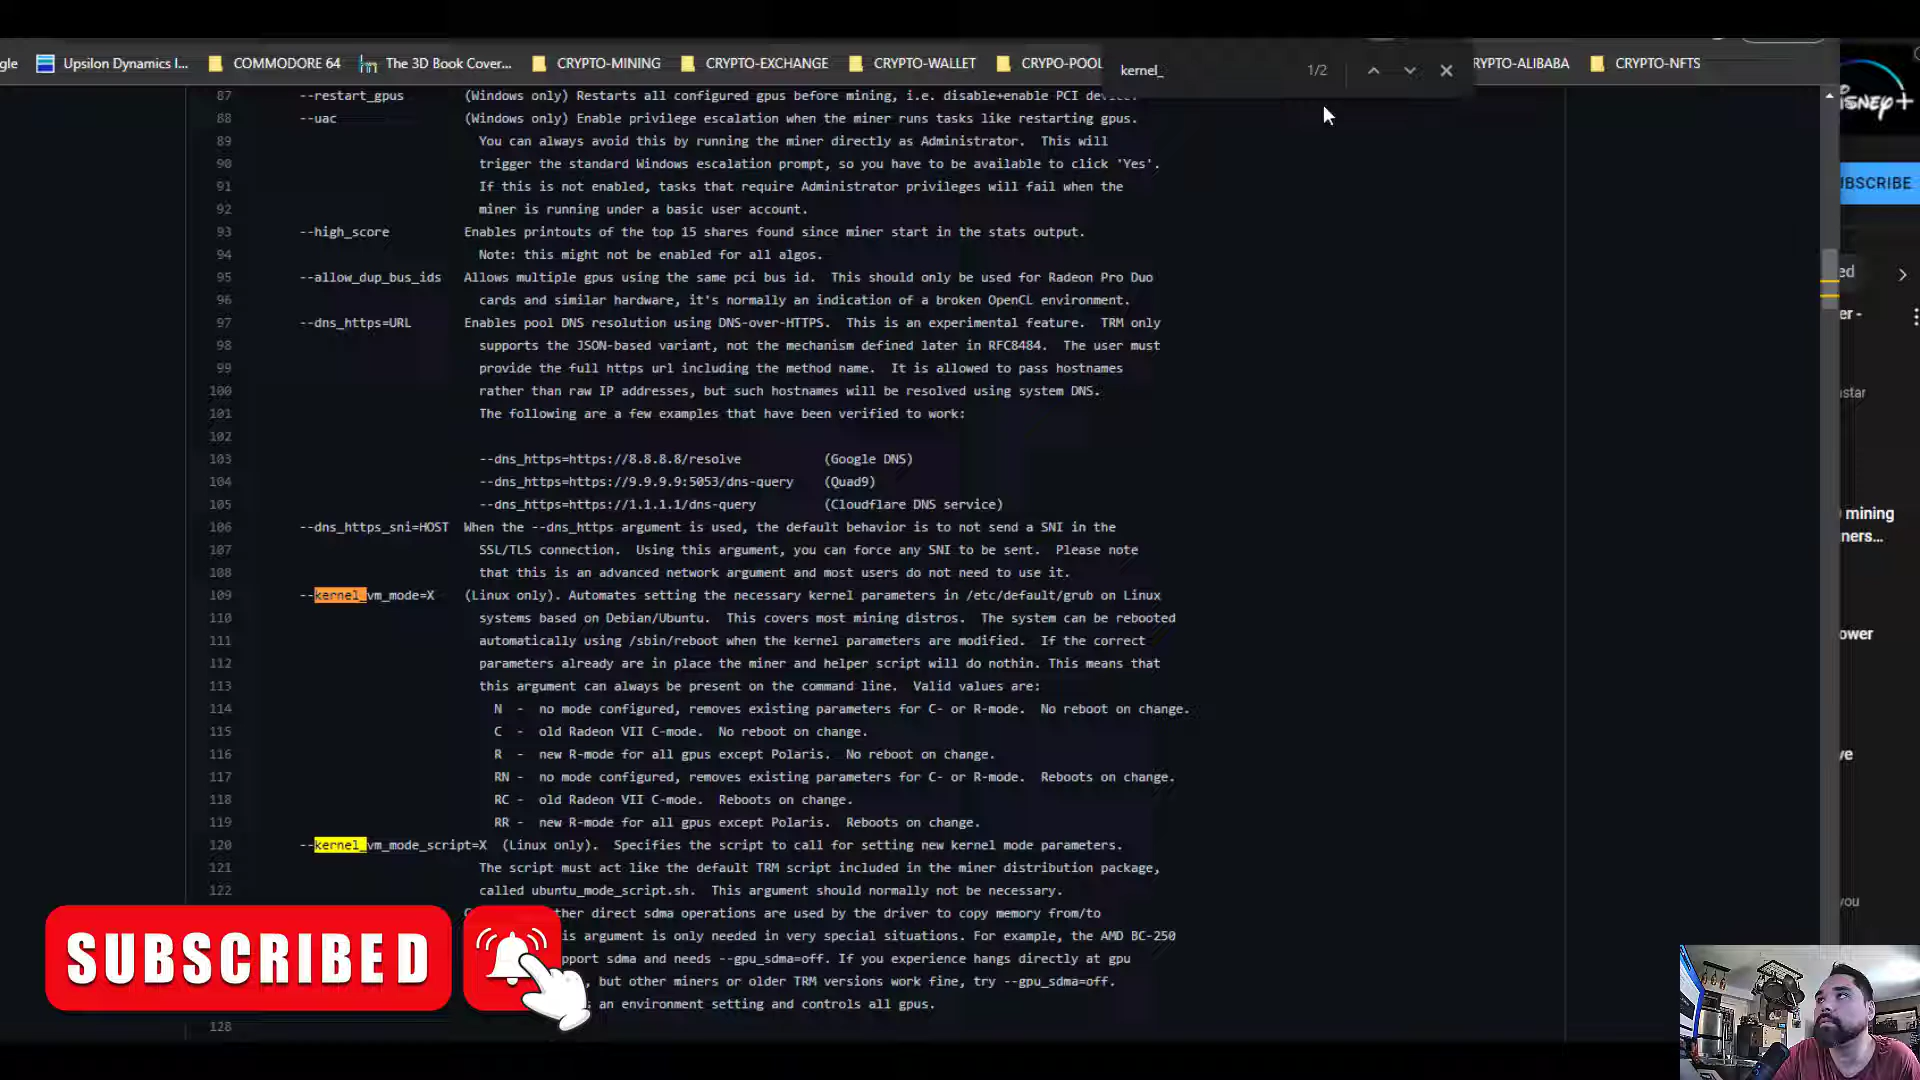 gle Upsilon Dynamics I... COMMODORE 64 The 3D Book Cover... CRYPTO-MINING CRYPTO-EXCHANGE CRYPTO-WALLET CRYPO-POOL kernel_ 1/2 RYPTO-ALIBABA CRYPTO-NFTS
87 --restart_gpus (Windows only) Restarts all configured gpus before mining, i.e. disable+enable PCI device.
88 --uac (Windows only) Enable privilege escalation when the miner runs tasks like restarting gpus.
89 You can always avoid this by running the miner directly as Administrator. This will
90 trigger the standard Windows escalation prompt, so you have to be available to click 'Yes'.
91 If this is not enabled, tasks that require Administrator privileges will fail when the
92 miner is running under a basic user account.
93 --high_score Enables printouts of the top 15 shares found since miner start in the stats output.
94 Note: this might not be enabled for all algos.
95 --allow_dup_bus_ids Allows multiple gpus using the same pci bus id. This should only be used for Radeon Pro Duo
96 cards and similar hardware, it's normally an indication of a broken OpenCL environment.
97 --dns_https=URL Enables pool DNS resolution using DNS-over-HTTPS. This is an experimental feature. TRM only
98 supports the JSON-based variant, not the mechanism defined later in RFC8484. The user must
99 provide the full https url including the method name. It is allowed to pass hostnames
100 rather than raw IP addresses, but such hostnames will be resolved using system DNS.
101 The following are a few examples that have been verified to work:
102
103 --dns_https=https://8.8.8.8/resolve (Google DNS)
104 --dns_https=https://9.9.9.9:5053/dns-query (Quad9)
105 --dns_https=https://1.1.1.1/dns-query (Cloudflare DNS service)
106 --dns_https_sni=HOST When the --dns_https argument is used, the default behavior is to not send a SNI in the
107 SSL/TLS connection. Using this argument, you can force any SNI to be sent. Please note
108 that this is an advanced network argument and most users do not need to use it.
109 --kernel_vm_mode=X (Linux only). Automates setting the necessary kernel parameters in /etc/default/grub on Linux
110 systems based on Debian/Ubuntu. This covers most mining distros. The system can be rebooted
111 automatically using /sbin/reboot when the kernel parameters are modified. If the correct
112 parameters already are in place the miner and helper script will do nothin. This means that
113 this argument can always be present on the command line. Valid values are:
114 N - no mode configured, removes existing parameters for C- or R-mode. No reboot on change.
115 C - old Radeon VII C-mode. No reboot on change.
116 R - new R-mode for all gpus except Polaris. No reboot on change.
117 RN - no mode configured, removes existing parameters for C- or R-mode. Reboots on change.
118 RC - old Radeon VII C-mode. Reboots on change.
119 RR - new R-mode for all gpus except Polaris. Reboots on change.
120 --kernel_vm_mode_script=X (Linux only). Specifies the script to call for setting new kernel mode parameters.
121 The script must act like the default TRM script included in the miner distribution package,
122 called ubuntu_mode_script.sh. This argument should normally not be necessary.
ther direct sdma operations are used by the driver to copy memory from/to
is argument is only needed in very special situations. For example, the AMD BC-250
pport sdma and needs --gpu_sdma=off. If you experience hangs directly at gpu
, but other miners or older TRM versions work fine, try --gpu_sdma=off.
an environment setting and controls all gpus.
128
SUBSCRIBED
ISNEY+
BSCRIBE
ed
er -
star
mining
ners...
ower
ve
you